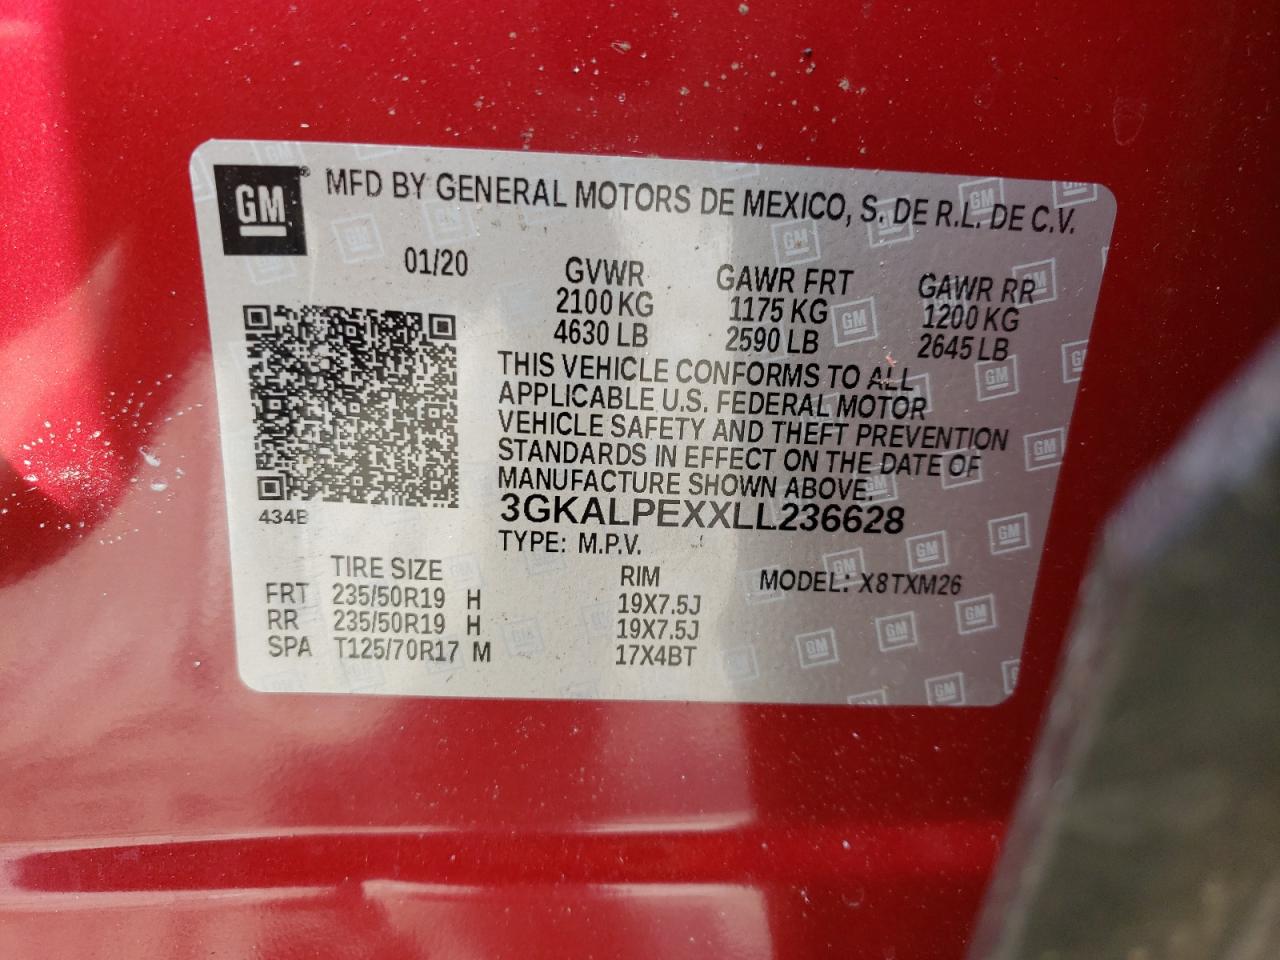 GM® MFD BY GENERAL MOTORS DE MEXICO, S. DE R.L. DE C.V.
01/20 GVWR GAWR FRT GAWR RR
2100 KG 1175 KG 1200 KG
4630 LB 2590 LB 2645 LB
THIS VEHICLE CONFORMS TO ALL
APPLICABLE U.S. FEDERAL MOTOR
VEHICLE SAFETY AND THEFT PREVENTION
STANDARDS IN EFFECT ON THE DATE OF
MANUFACTURE SHOWN ABOVE.
434B 3GKALPEXXLL236628
TYPE: M.P.V. MODEL: X8TXM26
TIRE SIZE RIM
FRT 235/50R19 H 19X7.5J
RR 235/50R19 H 19X7.5J
SPA T125/70R17 M 17X4BT